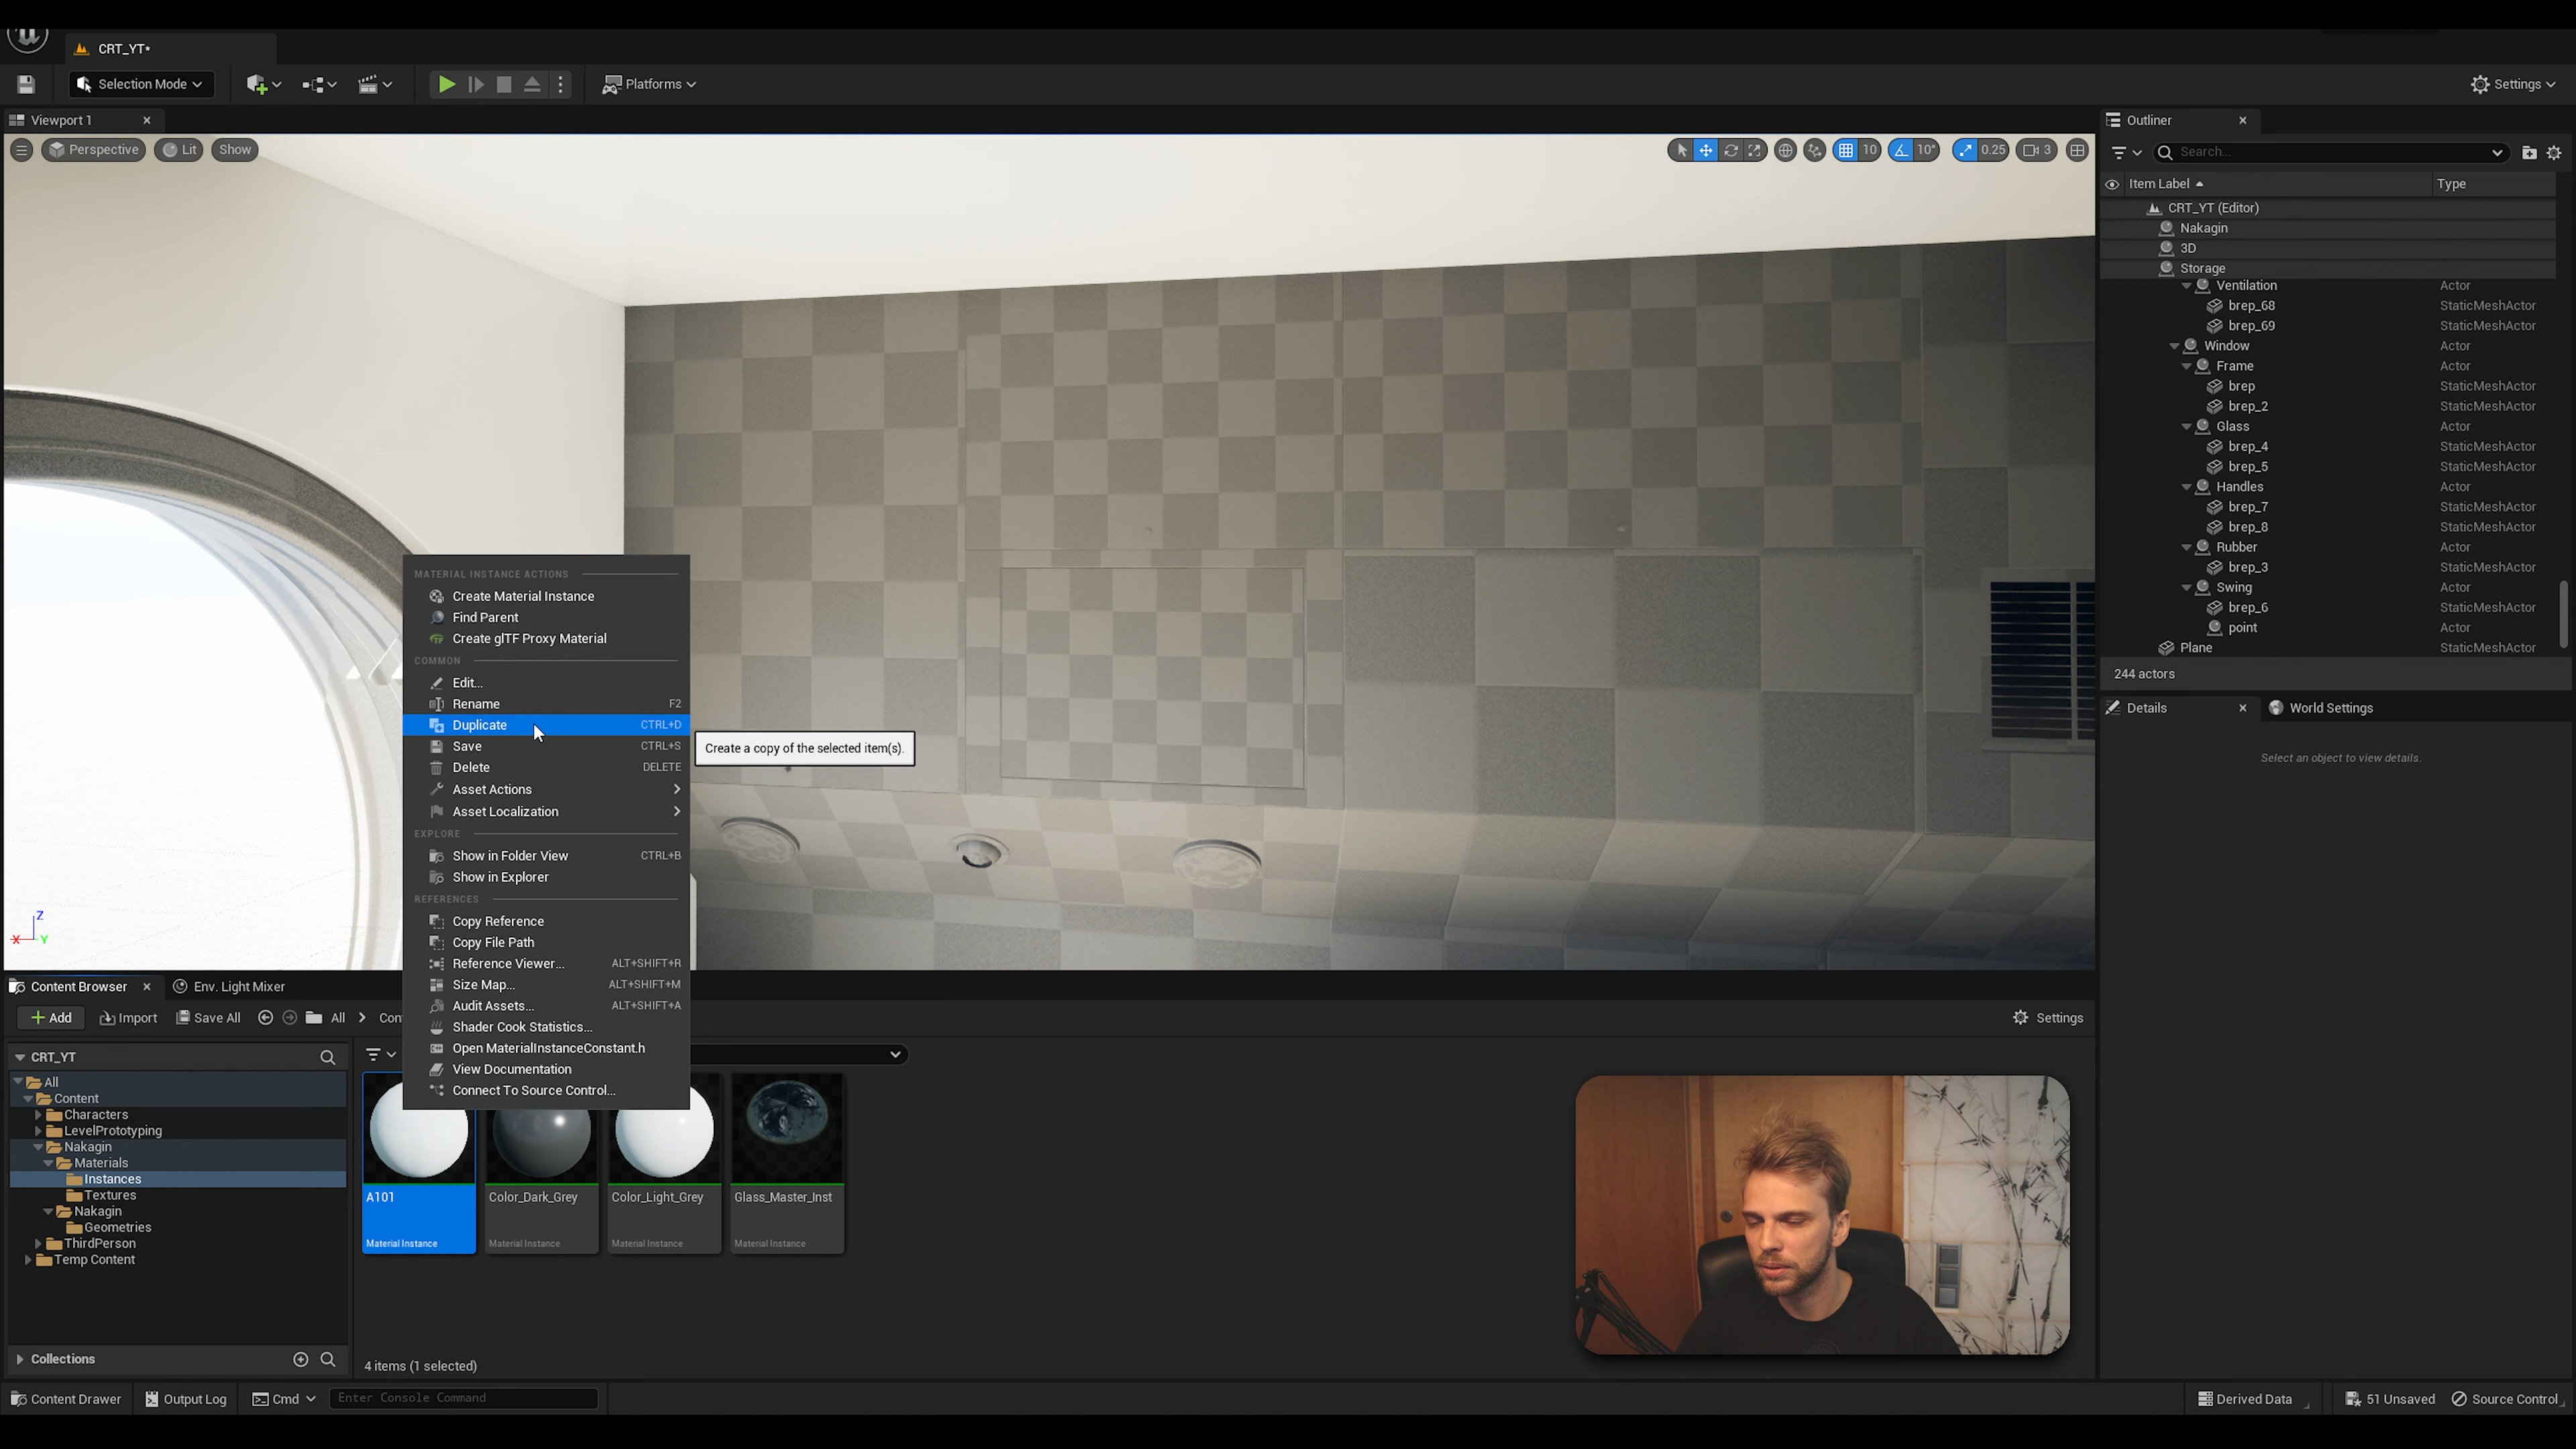 CRT_YT*
Selection Mode
Platforms
Settings
Viewport 1
Perspective
Lit
Show
10
10°
0.25
3
Outliner
Search...
Item Label
Type
CRT_YT (Editor)
Nakagin
3D
Storage
Ventilation Actor
brep_68 StaticMeshActor
brep_69 StaticMeshActor
Window Actor
Frame Actor
brep StaticMeshActor
brep_2 StaticMeshActor
Glass Actor
brep_4 StaticMeshActor
brep_5 StaticMeshActor
Handles Actor
brep_7 StaticMeshActor
brep_8 StaticMeshActor
Rubber Actor
brep_3 StaticMeshActor
Swing Actor
brep_6 StaticMeshActor
point Actor
Plane StaticMeshActor
244 actors
Details
World Settings
Select an object to view details.
MATERIAL INSTANCE ACTIONS
Create Material Instance
Find Parent
Create glTF Proxy Material
COMMON
Edit...
Rename F2
Duplicate CTRL+D
Save CTRL+S
Delete DELETE
Asset Actions
Asset Localization
EXPLORE
Show in Folder View CTRL+B
Show in Explorer
REFERENCES
Copy Reference
Copy File Path
Reference Viewer... ALT+SHIFT+R
Size Map... ALT+SHIFT+M
Audit Assets... ALT+SHIFT+A
Shader Cook Statistics...
Open MaterialInstanceConstant.h
View Documentation
Connect To Source Control...
Create a copy of the selected item(s).
Z
X
Y
Content Browser
Env. Light Mixer
Add
Import
Save All
All
Con
Settings
CRT_YT
All
Content
Characters
LevelPrototyping
Nakagin
Materials
Instances
Textures
Nakagin
Geometries
ThirdPerson
Temp Content
Collections
A101
Material Instance
Color_Dark_Grey
Material Instance
Color_Light_Grey
Material Instance
Glass_Master_Inst
Material Instance
4 items (1 selected)
Content Drawer
Output Log
Cmd
Enter Console Command
Derived Data
51 Unsaved
Source Control